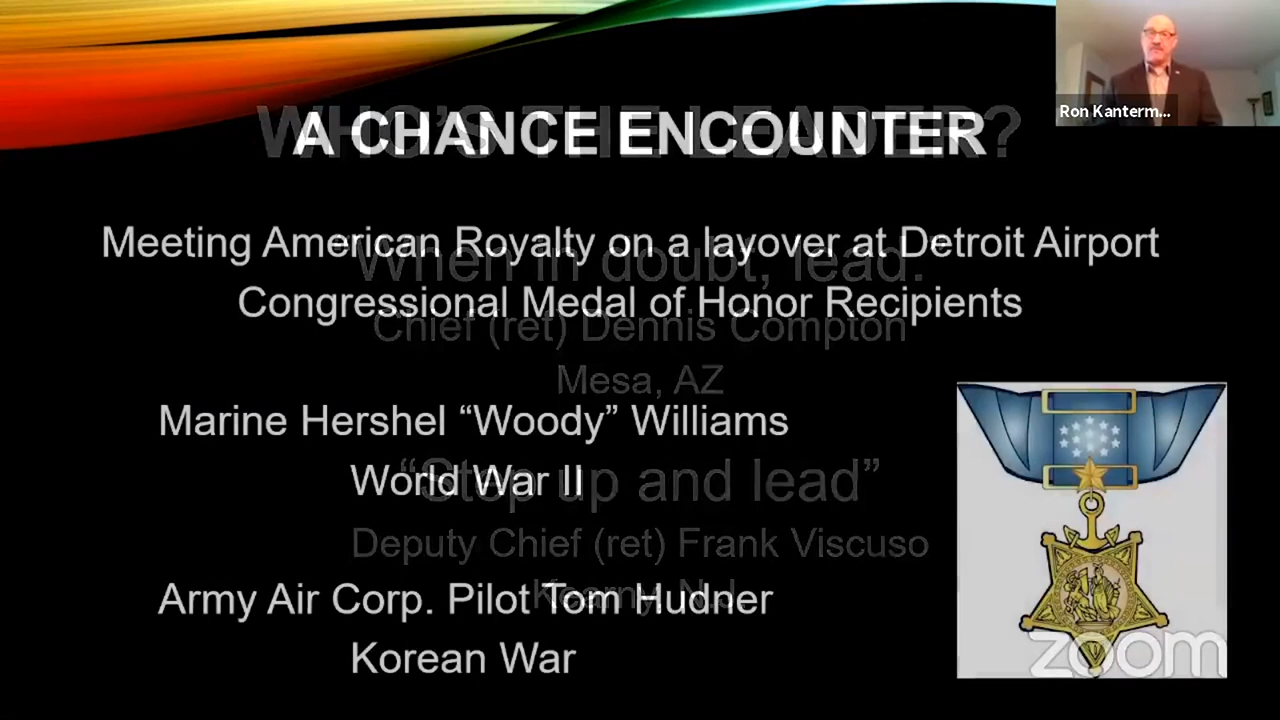 Ron Kanterm...
WHO'S THE LEADER?
A CHANCE ENCOUNTER
Meeting American Royalty on a layover at Detroit Airport
"When in doubt, lead."
Congressional Medal of Honor Recipients
Chief (ret) Dennis Compton
Mesa, AZ
Marine Hershel “Woody” Williams
World War II
“Step up and lead”
Deputy Chief (ret) Frank Viscuso
Army Air Corp. Pilot Tom Hudner
Kearny, N.J.
Korean War
zoom